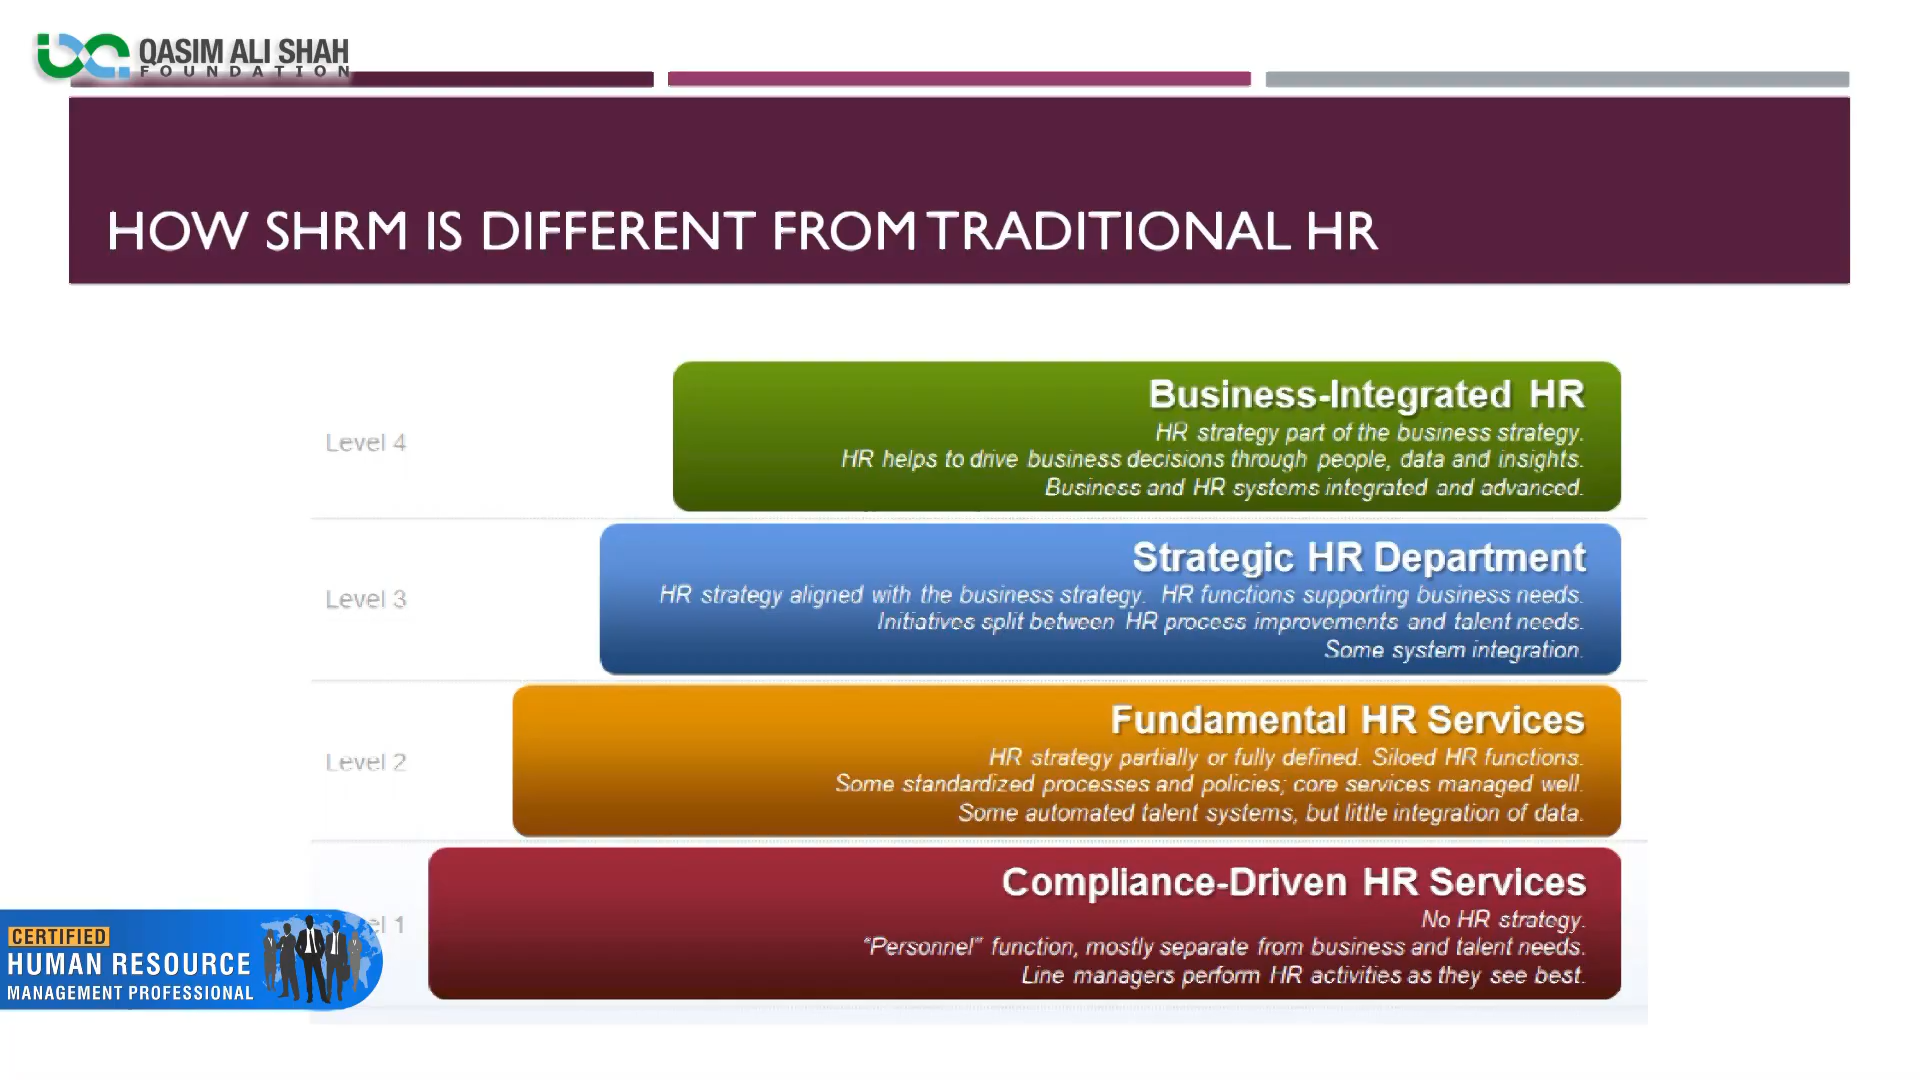 QASIM ALI SHAH
FOUNDATION
HOW SHRM IS DIFFERENT FROM TRADITIONAL HR
Level 4
Business-Integrated HR
HR strategy part of the business strategy.
HR helps to drive business decisions through people, data and insights.
Business and HR systems integrated and advanced.
Level 3
Strategic HR Department
HR strategy aligned with the business strategy. HR functions supporting business needs.
Initiatives split between HR process improvements and talent needs.
Some system integration.
Level 2
Fundamental HR Services
HR strategy partially or fully defined. Siloed HR functions.
Some standardized processes and policies; core services managed well.
Some automated talent systems, but little integration of data.
el 1
Compliance-Driven HR Services
No HR strategy.
"Personnel" function, mostly separate from business and talent needs.
Line managers perform HR activities as they see best.
CERTIFIED
HUMAN RESOURCE
MANAGEMENT PROFESSIONAL